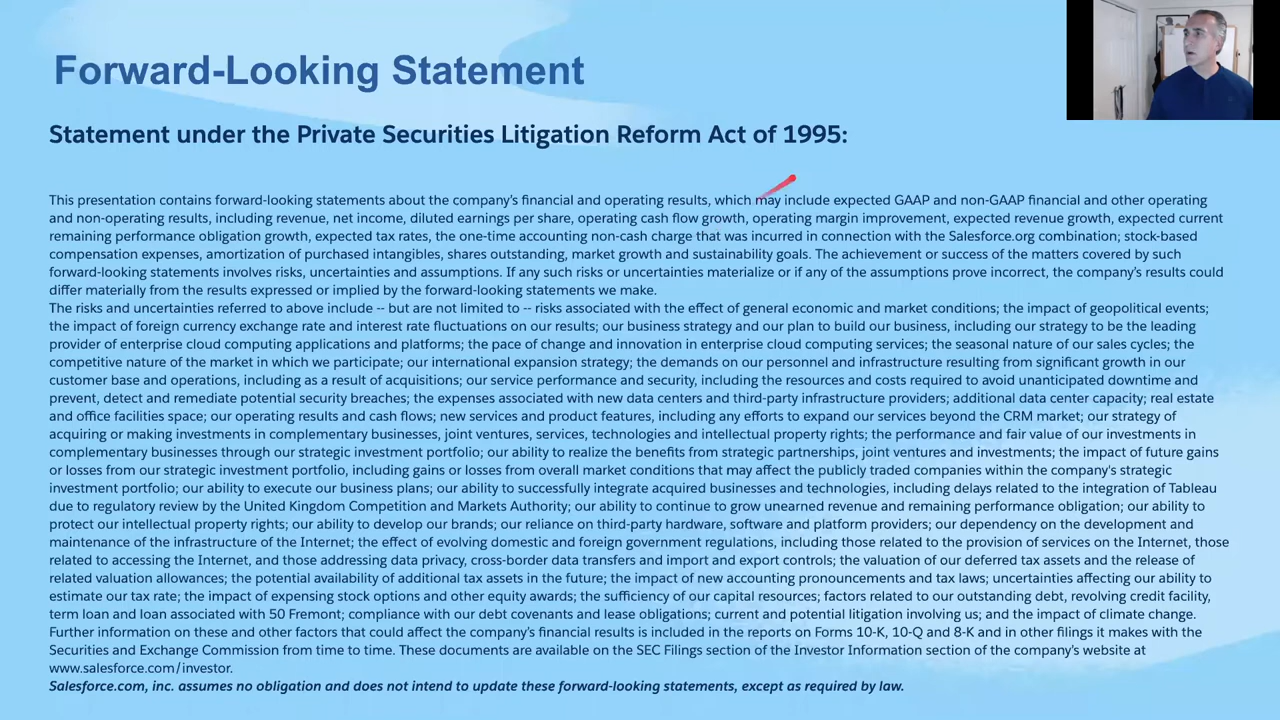 Forward-Looking Statement
Statement under the Private Securities Litigation Reform Act of 1995:
This presentation contains forward-looking statements about the company's financial and operating results, which may include expected GAAP and non-GAAP financial and other operating
and non-operating results, including revenue, net income, diluted earnings per share, operating cash flow growth, operating margin improvement, expected revenue growth, expected current
remaining performance obligation growth, expected tax rates, the one-time accounting non-cash charge that was incurred in connection with the Salesforce.org combination; stock-based
compensation expenses, amortization of purchased intangibles, shares outstanding, market growth and sustainability goals. The achievement or success of the matters covered by such
forward-looking statements involves risks, uncertainties and assumptions. If any such risks or uncertainties materialize or if any of the assumptions prove incorrect, the company's results could
differ materially from the results expressed or implied by the forward-looking statements we make.
The risks and uncertainties referred to above include -- but are not limited to -- risks associated with the effect of general economic and market conditions; the impact of geopolitical events;
the impact of foreign currency exchange rate and interest rate fluctuations on our results; our business strategy and our plan to build our business, including our strategy to be the leading
provider of enterprise cloud computing applications and platforms; the pace of change and innovation in enterprise cloud computing services; the seasonal nature of our sales cycles; the
competitive nature of the market in which we participate; our international expansion strategy; the demands on our personnel and infrastructure resulting from significant growth in our
customer base and operations, including as a result of acquisitions; our service performance and security, including the resources and costs required to avoid unanticipated downtime and
prevent, detect and remediate potential security breaches; the expenses associated with new data centers and third-party infrastructure providers; additional data center capacity; real estate
and office facilities space; our operating results and cash flows; new services and product features, including any efforts to expand our services beyond the CRM market; our strategy of
acquiring or making investments in complementary businesses, joint ventures, services, technologies and intellectual property rights; the performance and fair value of our investments in
complementary businesses through our strategic investment portfolio; our ability to realize the benefits from strategic partnerships, joint ventures and investments; the impact of future gains
or losses from our strategic investment portfolio, including gains or losses from overall market conditions that may affect the publicly traded companies within the company's strategic
investment portfolio; our ability to execute our business plans; our ability to successfully integrate acquired businesses and technologies, including delays related to the integration of Tableau
due to regulatory review by the United Kingdom Competition and Markets Authority; our ability to continue to grow unearned revenue and remaining performance obligation; our ability to
protect our intellectual property rights; our ability to develop our brands; our reliance on third-party hardware, software and platform providers; our dependency on the development and
maintenance of the infrastructure of the Internet; the effect of evolving domestic and foreign government regulations, including those related to the provision of services on the Internet, those
related to accessing the Internet, and those addressing data privacy, cross-border data transfers and import and export controls; the valuation of our deferred tax assets and the release of
related valuation allowances; the potential availability of additional tax assets in the future; the impact of new accounting pronouncements and tax laws; uncertainties affecting our ability to
estimate our tax rate; the impact of expensing stock options and other equity awards; the sufficiency of our capital resources; factors related to our outstanding debt, revolving credit facility,
term loan and loan associated with 50 Fremont; compliance with our debt covenants and lease obligations; current and potential litigation involving us; and the impact of climate change.
Further information on these and other factors that could affect the company's financial results is included in the reports on Forms 10-K, 10-Q and 8-K and in other filings it makes with the
Securities and Exchange Commission from time to time. These documents are available on the SEC Filings section of the Investor Information section of the company's website at
www.salesforce.com/investor.
Salesforce.com, inc. assumes no obligation and does not intend to update these forward-looking statements, except as required by law.